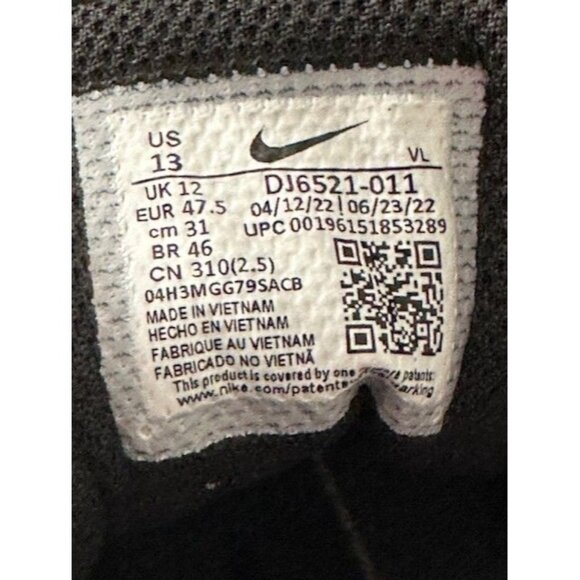 US
13
VL
UK 12
EUR 47.5
cm 31
BR 46
CN 310(2.5)
DJ6521-011
04/12/22 | 06/23/22
UPC 00196151853289
04H3MGG79SACB
MADE IN VIETNAM
HECHO EN VIETNAM
FABRIQUE AU VIETNAM
FABRICADO NO VIETNÃ
This product is covered by one patents:
www.nike.com/patent